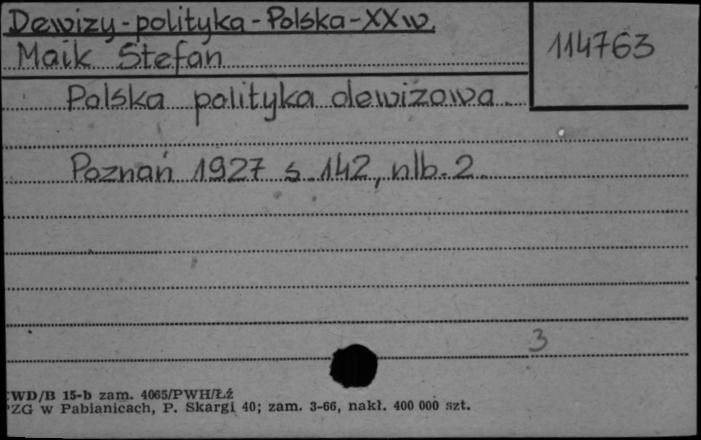 Dewizy-polityka-Polska-XX w.
114763
Maik Stefan
Polska polityka dewizowa.
Poznań 1927 s. 142, nlb. 2.
3
WD/B 15-b zam. 4065/PWH/Łź
PZG w Pabianicach, P. Skargi 40; zam. 3-66, nakł. 400 000 szt.